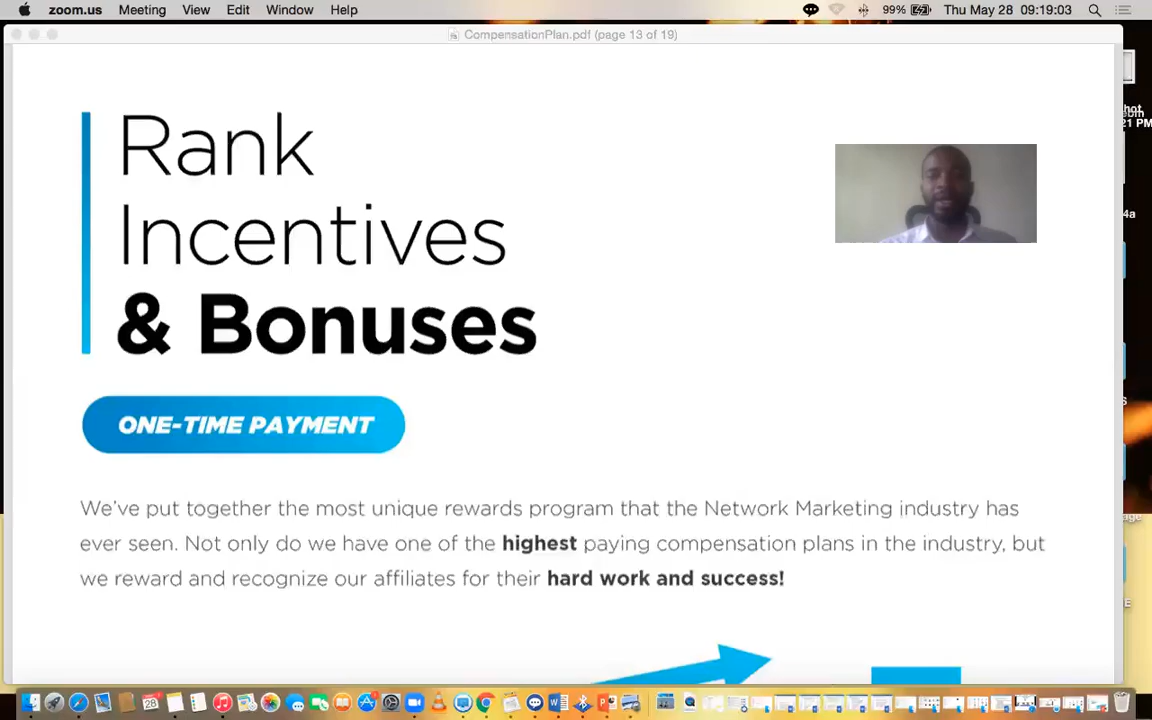 zoom.us Meeting View Edit Window Help 99% Thu May 28 09:19:03
CompensationPlan.pdf (page 13 of 19)
Rank
Incentives
& Bonuses
ONE-TIME PAYMENT
We've put together the most unique rewards program that the Network Marketing industry has
ever seen. Not only do we have one of the highest paying compensation plans in the industry, but
we reward and recognize our affiliates for their hard work and success!
21 PM
4a